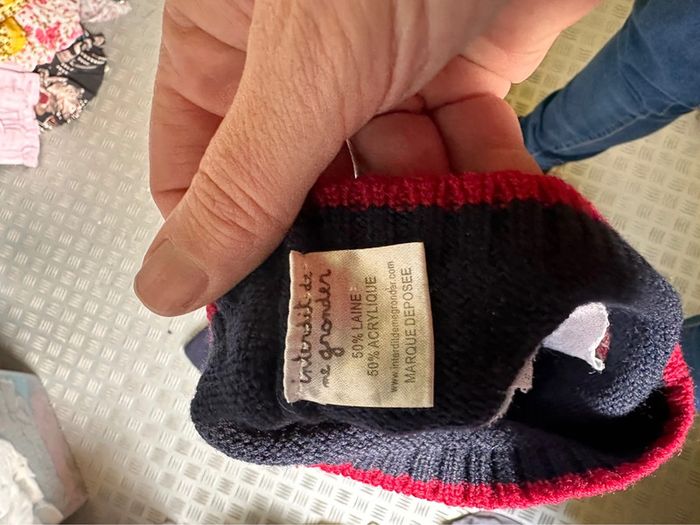 interdit de
me gronder
50% LAINE
50% ACRYLIQUE
www.interditdemegronder.com
MARQUE DEPOSEE